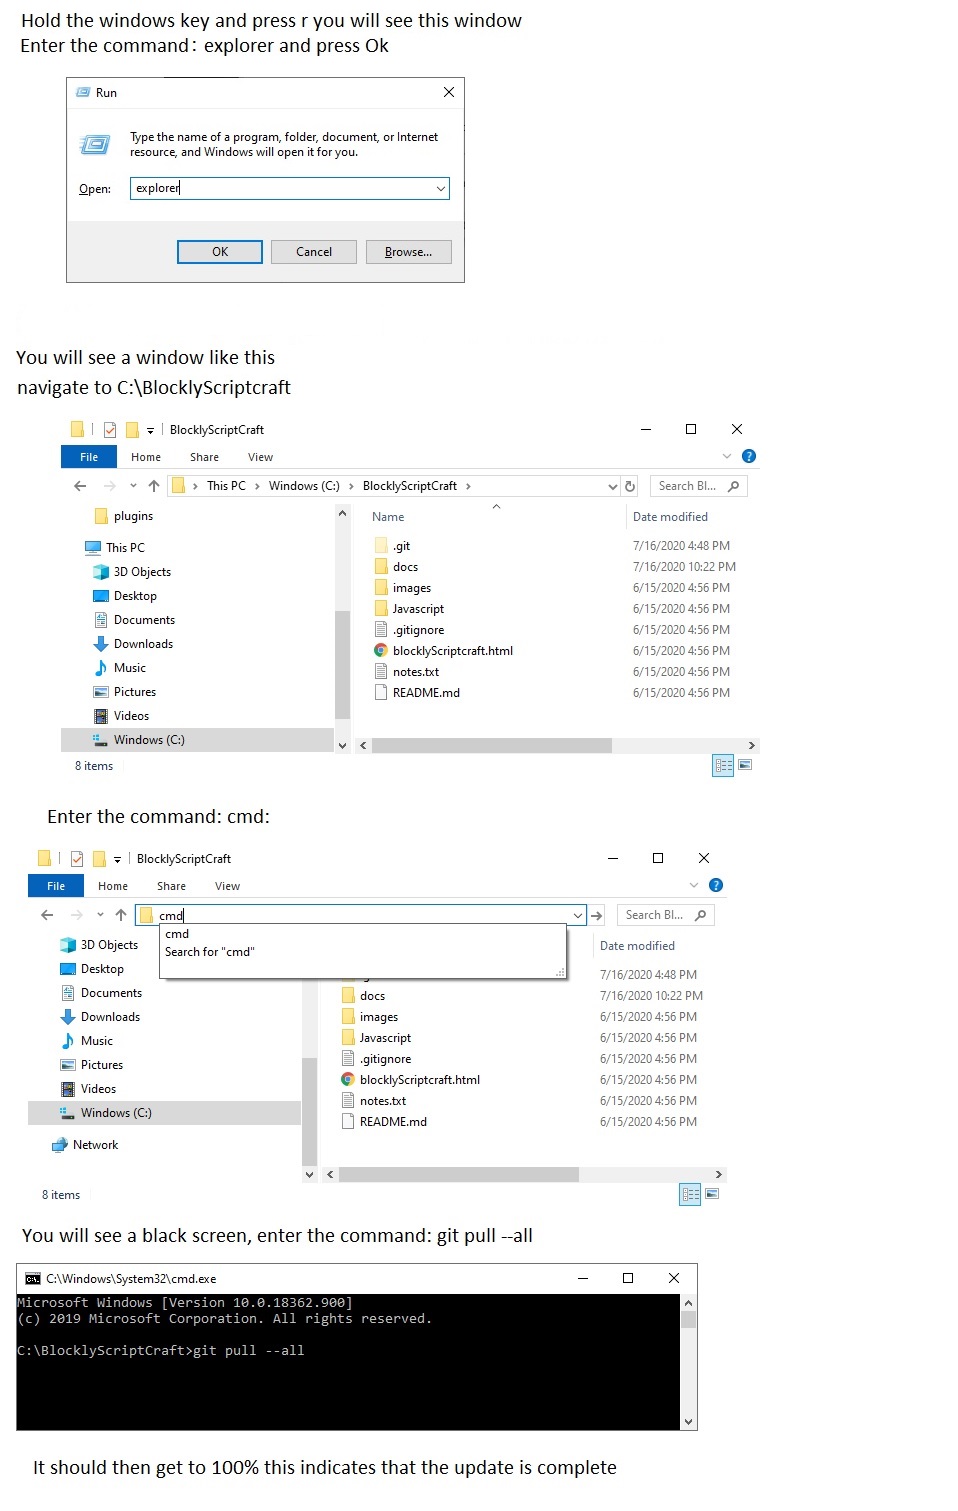 Hold the windows key and press r you will see this window
Enter the command: explorer and press Ok
Run
Type the name of a program, folder, document, or Internet
resource, and Windows will open it for you.
Open: explorer
OK Cancel Browse...
You will see a window like this
navigate to C:\BlocklyScriptcraft
BlocklyScriptCraft
File Home Share View
This PC > Windows (C:) > BlocklyScriptCraft > Search Bl...
plugins Name Date modified
This PC .git 7/16/2020 4:48 PM
3D Objects docs 7/16/2020 10:22 PM
Desktop images 6/15/2020 4:56 PM
Documents Javascript 6/15/2020 4:56 PM
Downloads .gitignore 6/15/2020 4:56 PM
Music blocklyScriptcraft.html 6/15/2020 4:56 PM
Pictures notes.txt 6/15/2020 4:56 PM
Videos README.md 6/15/2020 4:56 PM
Windows (C:)
8 items
Enter the command: cmd:
BlocklyScriptCraft
File Home Share View
cmd Search Bl...
cmd
Search for "cmd"
3D Objects Date modified
Desktop 7/16/2020 4:48 PM
Documents docs 7/16/2020 10:22 PM
Downloads images 6/15/2020 4:56 PM
Music Javascript 6/15/2020 4:56 PM
Pictures .gitignore 6/15/2020 4:56 PM
Videos blocklyScriptcraft.html 6/15/2020 4:56 PM
Windows (C:) notes.txt 6/15/2020 4:56 PM
README.md 6/15/2020 4:56 PM
Network
8 items
You will see a black screen, enter the command: git pull --all
C:\Windows\System32\cmd.exe
Microsoft Windows [Version 10.0.18362.900]
(c) 2019 Microsoft Corporation. All rights reserved.
C:\BlocklyScriptCraft>git pull --all
It should then get to 100% this indicates that the update is complete